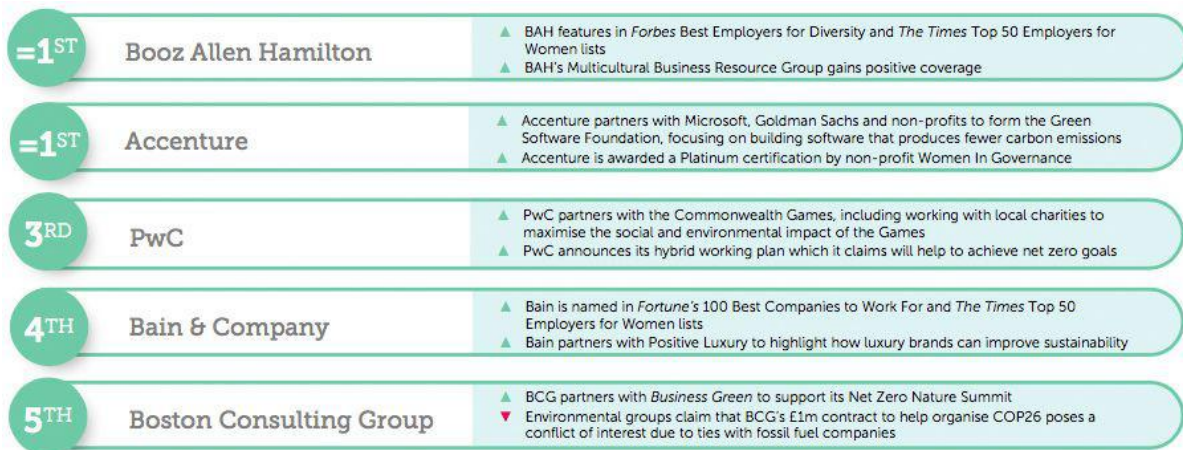 =1ST
Booz Allen Hamilton
▲ BAH features in Forbes Best Employers for Diversity and The Times Top 50 Employers for
Women lists
▲ BAH's Multicultural Business Resource Group gains positive coverage
=1ST
Accenture
▲ Accenture partners with Microsoft, Goldman Sachs and non-profits to form the Green
Software Foundation, focusing on building software that produces fewer carbon emissions
▲ Accenture is awarded a Platinum certification by non-profit Women In Governance
3RD
PwC
▲ PwC partners with the Commonwealth Games, including working with local charities to
maximise the social and environmental impact of the Games
▲ PwC announces its hybrid working plan which it claims will help to achieve net zero goals
4TH
Bain & Company
▲ Bain is named in Fortune's 100 Best Companies to Work For and The Times Top 50
Employers for Women lists
▲ Bain partners with Positive Luxury to highlight how luxury brands can improve sustainability
5TH
Boston Consulting Group
▲ BCG partners with Business Green to support its Net Zero Nature Summit
▼ Environmental groups claim that BCG's £1m contract to help organise COP26 poses a
conflict of interest due to ties with fossil fuel companies